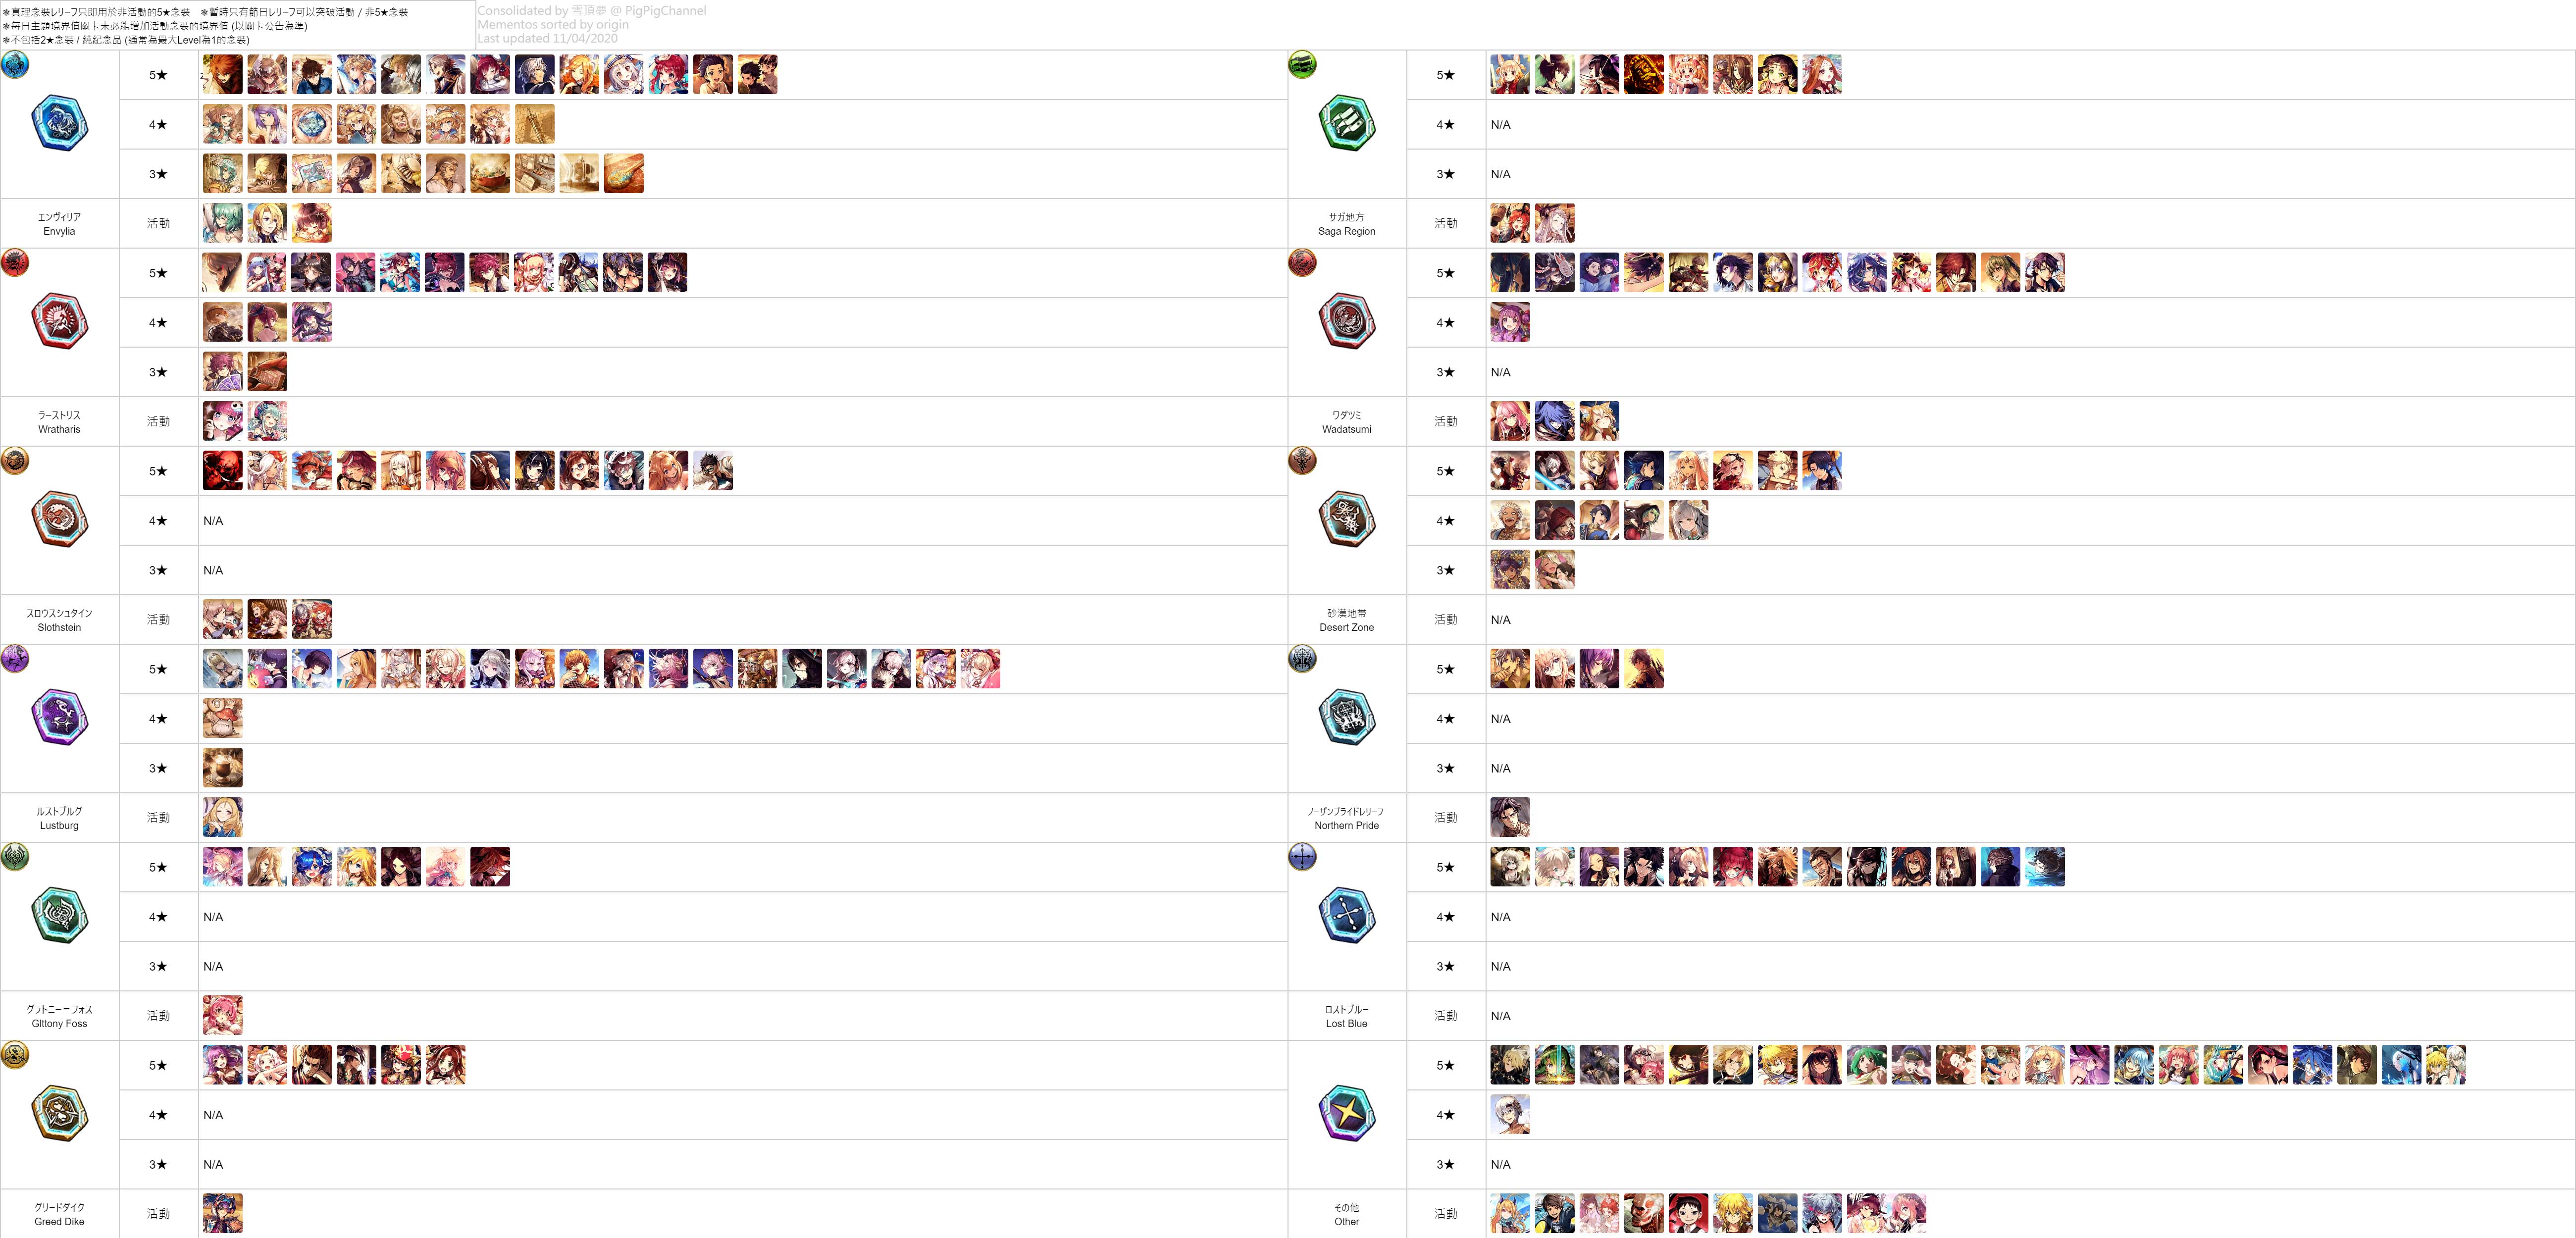 ＊真理念裝レリーフ只即用於非活動的5★念裝　＊暫時只有節日レリーフ可以突破活動 / 非5★念裝
＊每日主題境界值關卡未必能增加活動念裝的境界值 (以關卡公告為準)
＊不包括2★念裝 / 純紀念品 (通常為最大Level為1的念裝)
Consolidated by 雪頂夢 @ PigPigChannel
Mementos sorted by origin
Last updated 11/04/2020
5★
4★
3★
エンヴィリア
Envylia
活動
5★
4★
3★
ラーストリス
Wratharis
活動
5★
4★
N/A
3★
N/A
スロウスシュタイン
Slothstein
活動
5★
4★
3★
ルストブルグ
Lustburg
活動
5★
4★
N/A
3★
N/A
グラトニー＝フォス
Glttony Foss
活動
5★
4★
N/A
3★
N/A
グリードダイク
Greed Dike
活動
5★
4★
N/A
3★
N/A
サガ地方
Saga Region
活動
5★
4★
3★
N/A
ワダツミ
Wadatsumi
活動
5★
4★
3★
砂漠地帯
Desert Zone
活動
N/A
5★
4★
N/A
3★
N/A
ノーザンブライドレリーフ
Northern Pride
活動
5★
4★
N/A
3★
N/A
ロストブルー
Lost Blue
活動
N/A
5★
4★
3★
N/A
その他
Other
活動